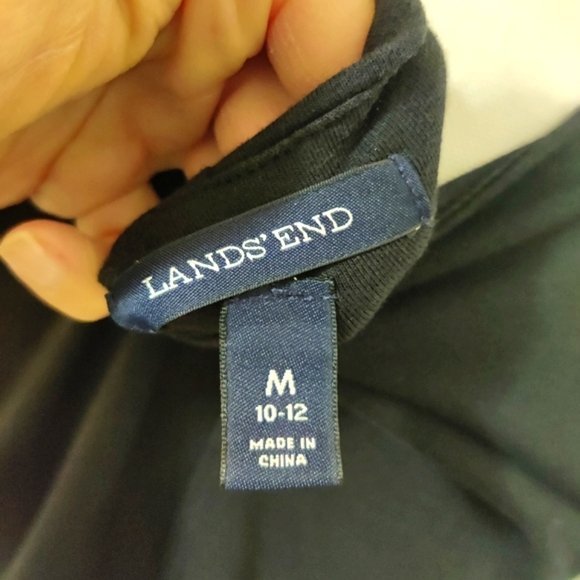 LANDS' END
M
10-12
MADE IN
CHINA